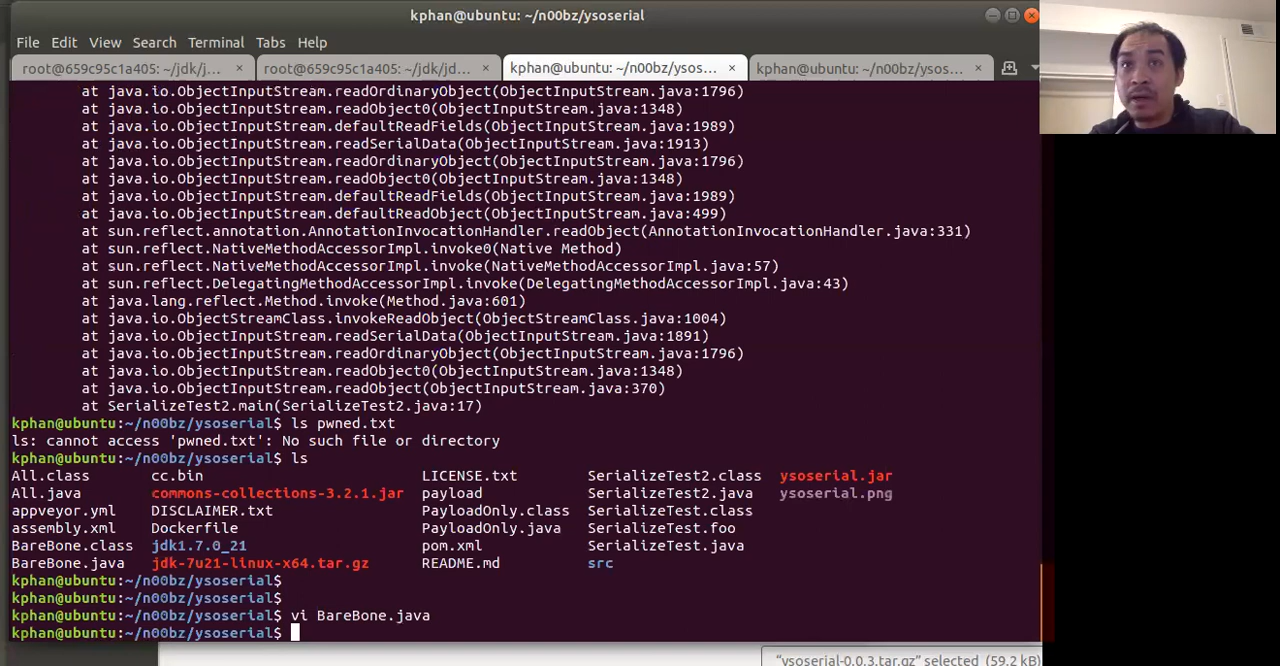 kphan@ubuntu: ~/n00bz/ysoserial
File Edit View Search Terminal Tabs Help
root@659c95c1a405: ~/jdk/j... × root@659c95c1a405: ~/jdk/jd... × kphan@ubuntu: ~/n00bz/ysos... × kphan@ubuntu: ~/n00bz/ysos... ×
at java.io.ObjectInputStream.readOrdinaryObject(ObjectInputStream.java:1796)
at java.io.ObjectInputStream.readObject0(ObjectInputStream.java:1348)
at java.io.ObjectInputStream.defaultReadFields(ObjectInputStream.java:1989)
at java.io.ObjectInputStream.readSerialData(ObjectInputStream.java:1913)
at java.io.ObjectInputStream.readOrdinaryObject(ObjectInputStream.java:1796)
at java.io.ObjectInputStream.readObject0(ObjectInputStream.java:1348)
at java.io.ObjectInputStream.defaultReadFields(ObjectInputStream.java:1989)
at java.io.ObjectInputStream.defaultReadObject(ObjectInputStream.java:499)
at sun.reflect.annotation.AnnotationInvocationHandler.readObject(AnnotationInvocationHandler.java:331)
at sun.reflect.NativeMethodAccessorImpl.invoke0(Native Method)
at sun.reflect.NativeMethodAccessorImpl.invoke(NativeMethodAccessorImpl.java:57)
at sun.reflect.DelegatingMethodAccessorImpl.invoke(DelegatingMethodAccessorImpl.java:43)
at java.lang.reflect.Method.invoke(Method.java:601)
at java.io.ObjectStreamClass.invokeReadObject(ObjectStreamClass.java:1004)
at java.io.ObjectInputStream.readSerialData(ObjectInputStream.java:1891)
at java.io.ObjectInputStream.readOrdinaryObject(ObjectInputStream.java:1796)
at java.io.ObjectInputStream.readObject0(ObjectInputStream.java:1348)
at java.io.ObjectInputStream.readObject(ObjectInputStream.java:370)
at SerializeTest2.main(SerializeTest2.java:17)
kphan@ubuntu:~/n00bz/ysoserial$ ls pwned.txt
ls: cannot access 'pwned.txt': No such file or directory
kphan@ubuntu:~/n00bz/ysoserial$ ls
All.class cc.bin LICENSE.txt SerializeTest2.class ysoserial.jar
All.java commons-collections-3.2.1.jar payload SerializeTest2.java ysoserial.png
appveyor.yml DISCLAIMER.txt PayloadOnly.class SerializeTest.class
assembly.xml Dockerfile PayloadOnly.java SerializeTest.foo
BareBone.class jdk1.7.0_21 pom.xml SerializeTest.java
BareBone.java jdk-7u21-linux-x64.tar.gz README.md src
kphan@ubuntu:~/n00bz/ysoserial$
kphan@ubuntu:~/n00bz/ysoserial$
kphan@ubuntu:~/n00bz/ysoserial$ vi BareBone.java
kphan@ubuntu:~/n00bz/ysoserial$
"ysoserial-0.0.3.tar.gz" selected (59.2 kB)